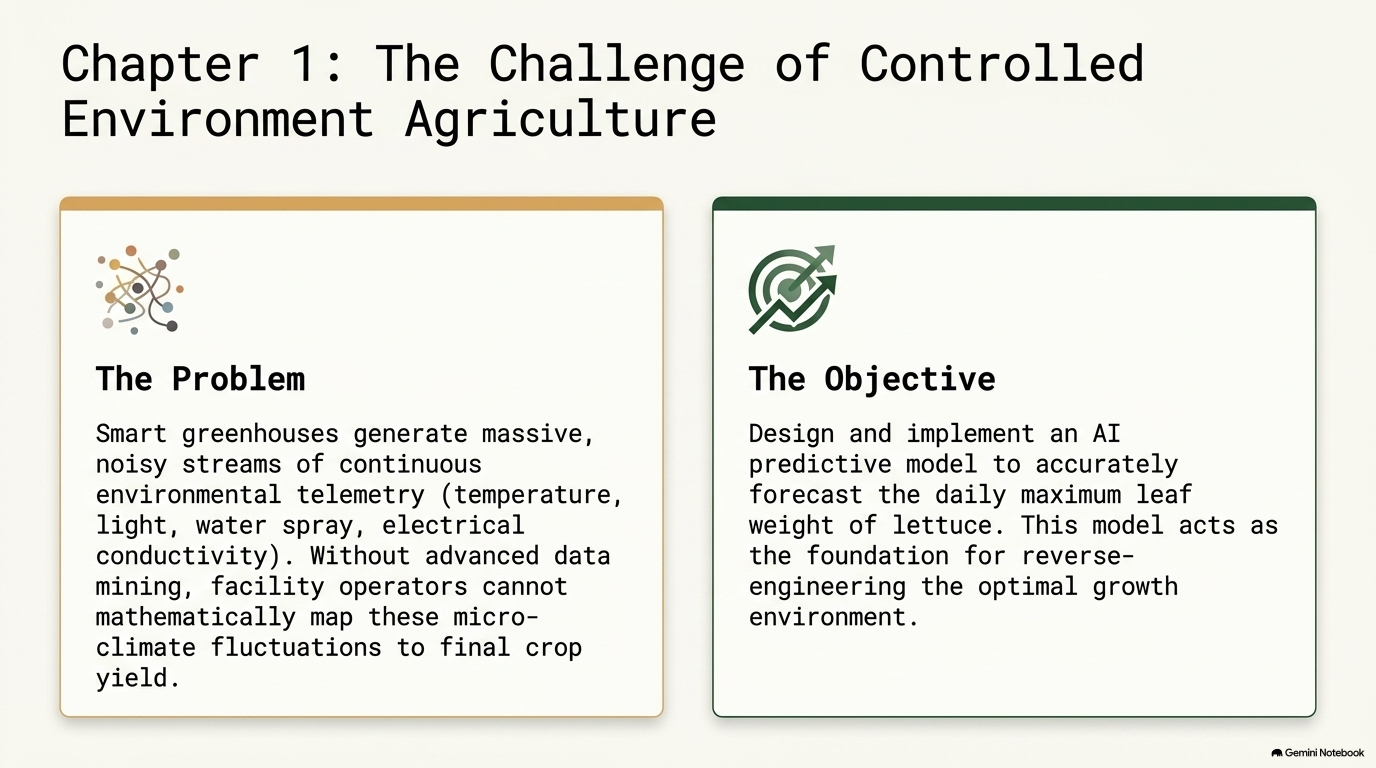 Chapter 1: The Challenge of Controlled
Environment Agriculture
The Problem
Smart greenhouses generate massive,
noisy streams of continuous
environmental telemetry (temperature,
light, water spray, electrical
conductivity). Without advanced data
mining, facility operators cannot
mathematically map these micro-
climate fluctuations to final crop
yield.
The Objective
Design and implement an AI
predictive model to accurately
forecast the daily maximum leaf
weight of lettuce. This model acts as
the foundation for reverse-
engineering the optimal growth
environment.
Gemini Notebook